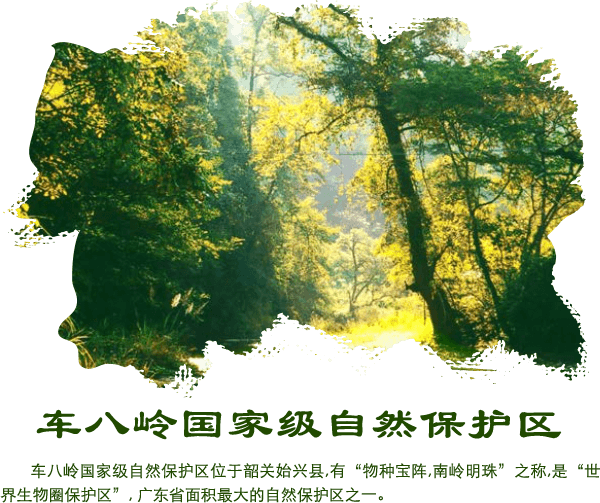 车八岭国家级自然保护区
车八岭国家级自然保护区位于韶关始兴县,有“物种宝阵,南岭明珠”之称,是“世
界生物圈保护区”, 广东省面积最大的自然保护区之一。